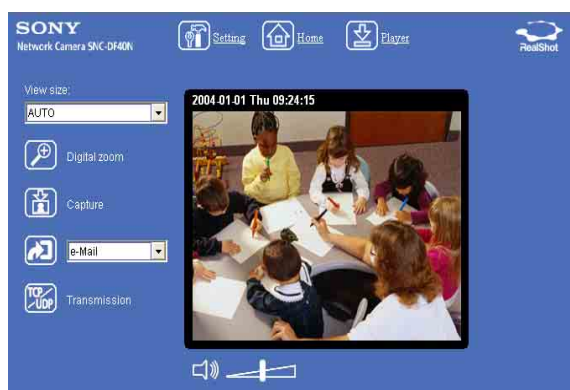 SONY
Network Camera SNC-DF40N
Setting
Home
Player
RealShot
View size:
AUTO
2004-01-01 Thu 09:24:15
Digital zoom
Capture
e-Mail
TCP/UDP
Transmission